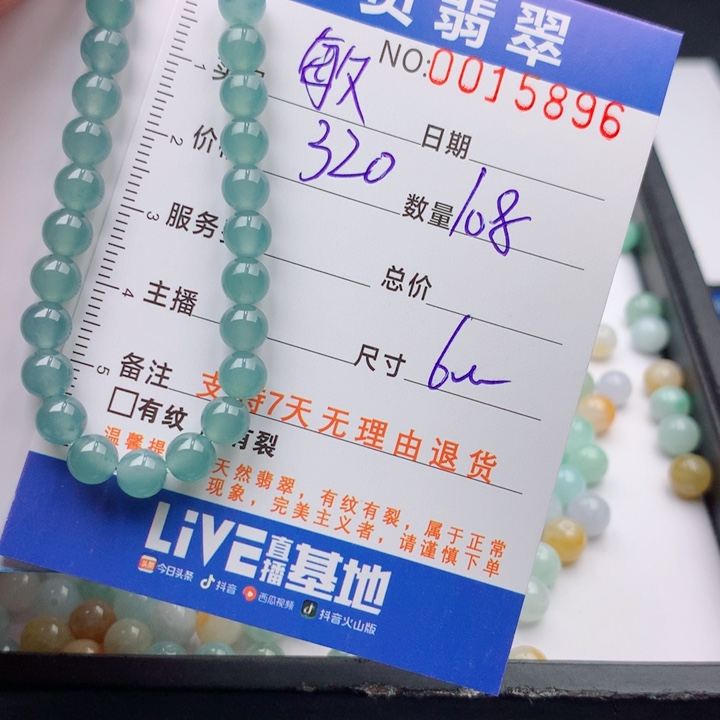 货翡翠
NO:0015896
敏
日期
价 320
数量 108
服务
总价
主播
尺寸 6m
备注
支持7天无理由退货
□有纹 有裂
温馨提
天然翡翠，有纹有裂，属于正常
现象，完美主义者，请谨慎下单
LiVE直播基地
头条 今日头条 抖音 西瓜视频 抖音火山版
1
2
3
4
5